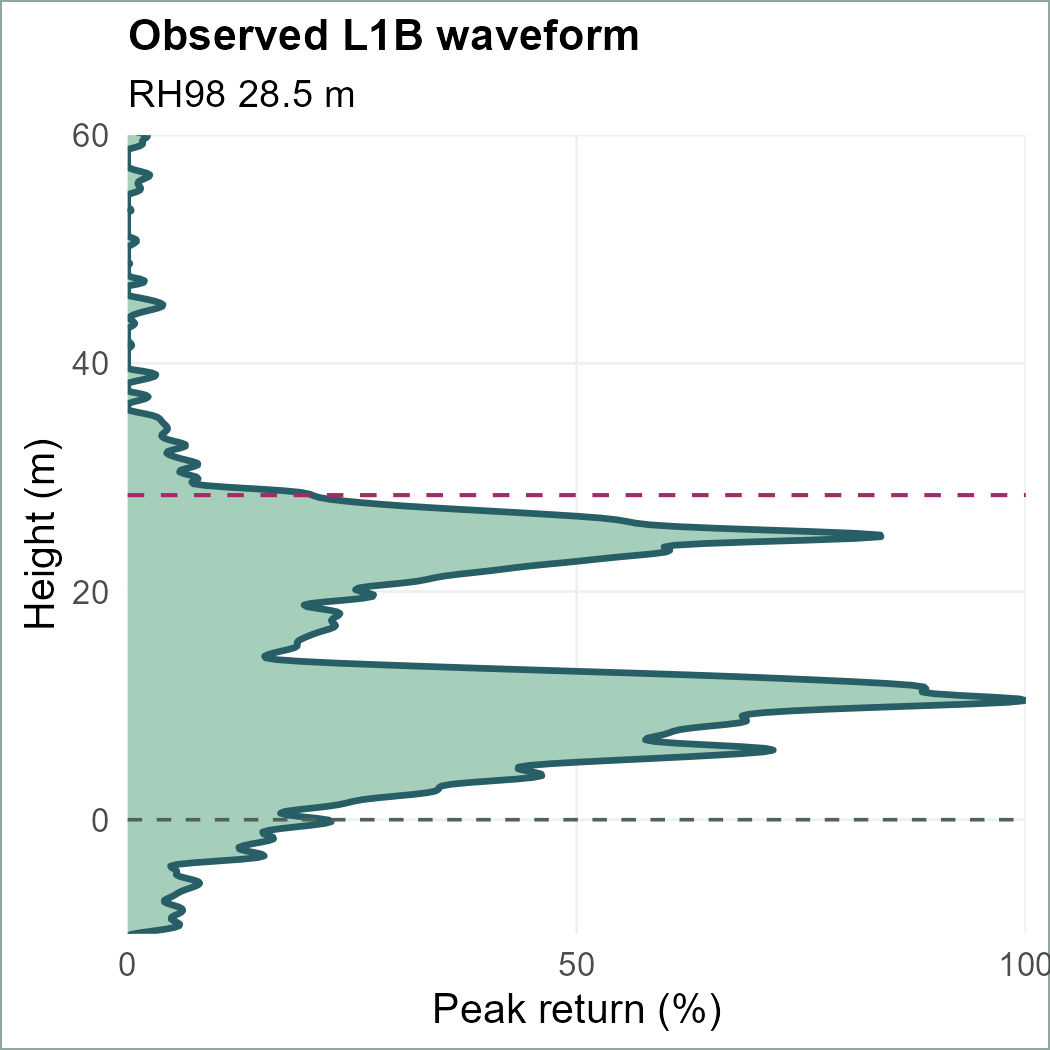 Observed L1B waveform
RH98 28.5 m
60
40
20
0
Height (m)
0 50 100
Peak return (%)